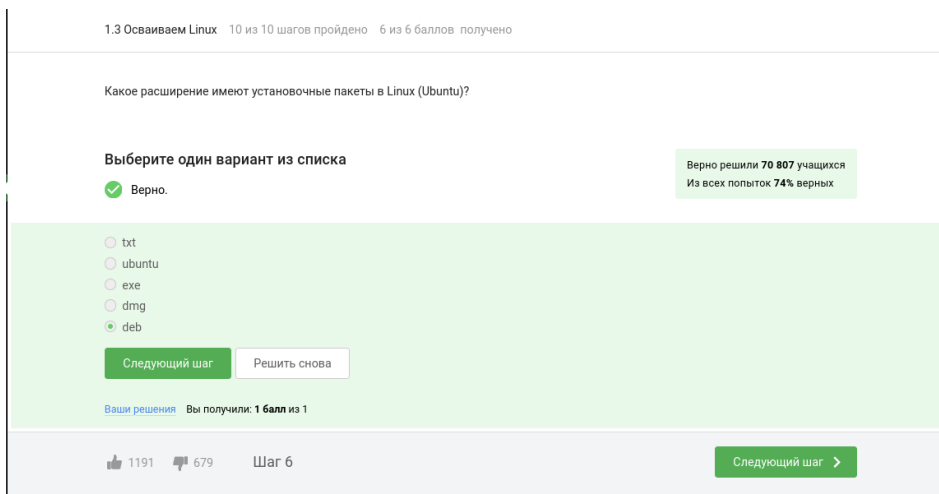 1.3 Осваиваем Linux 10 из 10 шагов пройдено 6 из 6 баллов получено
Какое расширение имеют установочные пакеты в Linux (Ubuntu)?
Выберите один вариант из списка
Верно.
Верно решили 70 807 учащихся
Из всех попыток 74% верных
txt
ubuntu
exe
dmg
deb
Следующий шаг Решить снова
Ваши решения Вы получили: 1 балл из 1
1191 679 Шаг 6 Следующий шаг